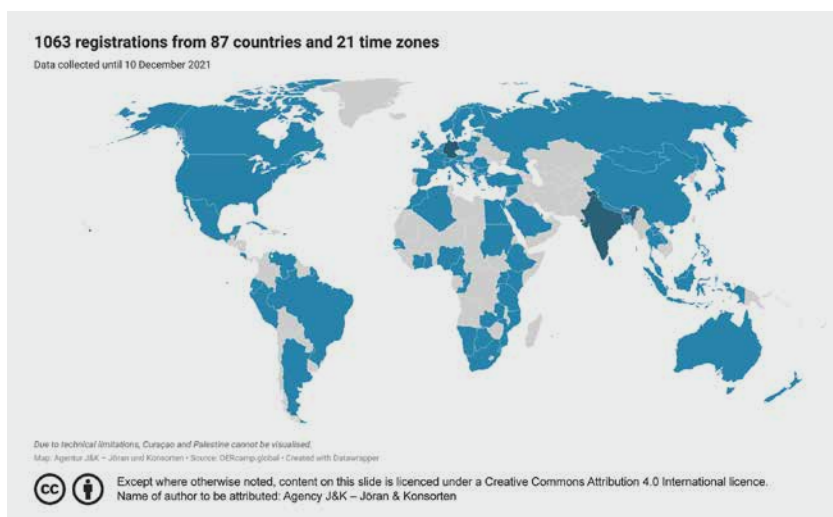 1063 registrations from 87 countries and 21 time zones
Data collected until 10 December 2021
Due to technical limitations, Curaçao and Palestine cannot be visualised.
Map: Agentur J&K – Jöran und Konsorten • Source: OERcamp.global • Created with Datawrapper
cc
Except where otherwise noted, content on this slide is licenced under a Creative Commons Attribution 4.0 International licence.
Name of author to be attributed: Agency J&K – Jöran & Konsorten